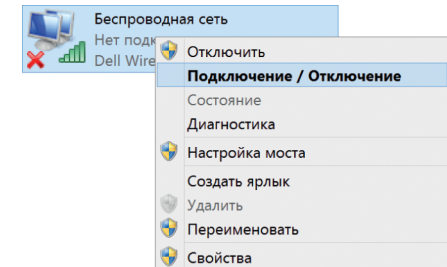 Беспроводная сеть
Нет подк
Dell Wire
Отключить
Подключение / Отключение
Состояние
Диагностика
Настройка моста
Создать ярлык
Удалить
Переименовать
Свойства